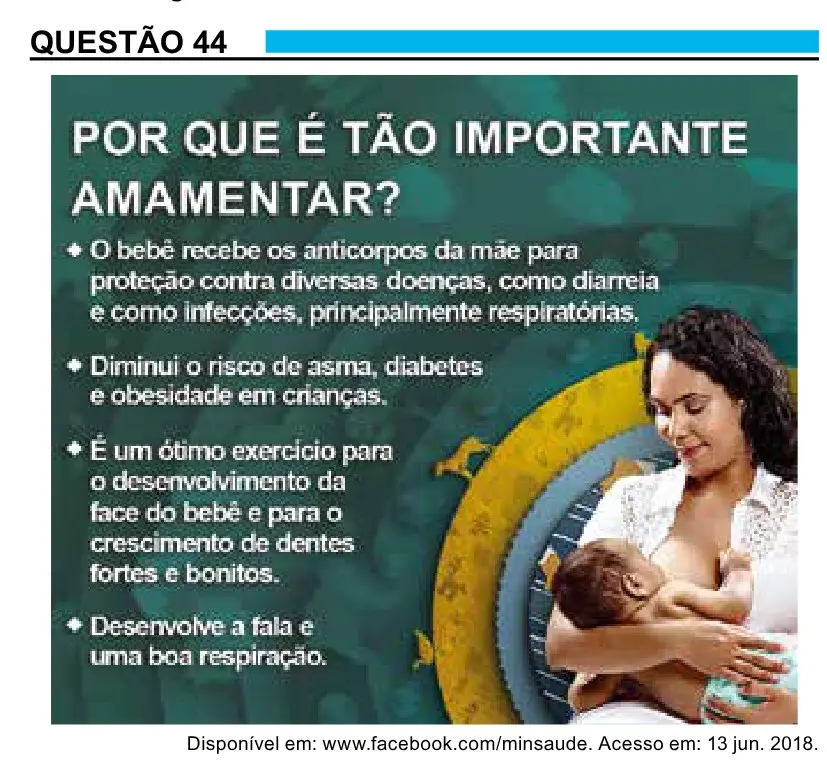 QUESTÃO 44
POR QUE É TÃO IMPORTANTE
AMAMENTAR?
O bebê recebe os anticorpos da mãe para
proteção contra diversas doenças, como diarreia
e como infecções, principalmente respiratórias.
Diminui o risco de asma, diabetes
e obesidade em crianças.
É um ótimo exercício para
o desenvolvimento da
face do bebê e para o
crescimento de dentes
fortes e bonitos.
Desenvolve a fala e
uma boa respiração.
Disponível em: www.facebook.com/minsaude. Acesso em: 13 jun. 2018.